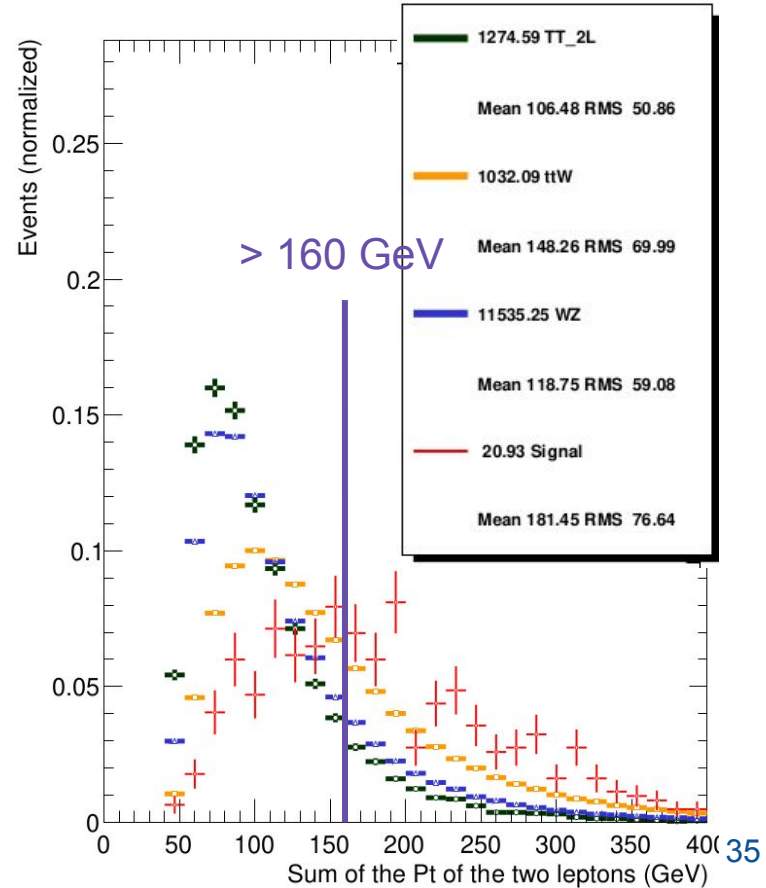 1274.59 TT_2L
Mean 106.48 RMS 50.86
1032.09 ttW
Mean 148.26 RMS 69.99
11535.25 WZ
Mean 118.75 RMS 59.08
20.93 Signal
Mean 181.45 RMS 76.64
Events (normalized)
0.25
> 160 GeV
0.2
0.15
0.1
0.05
0
0 50 100 150 200 250 300 350 400
Sum of the Pt of the two leptons (GeV)
35